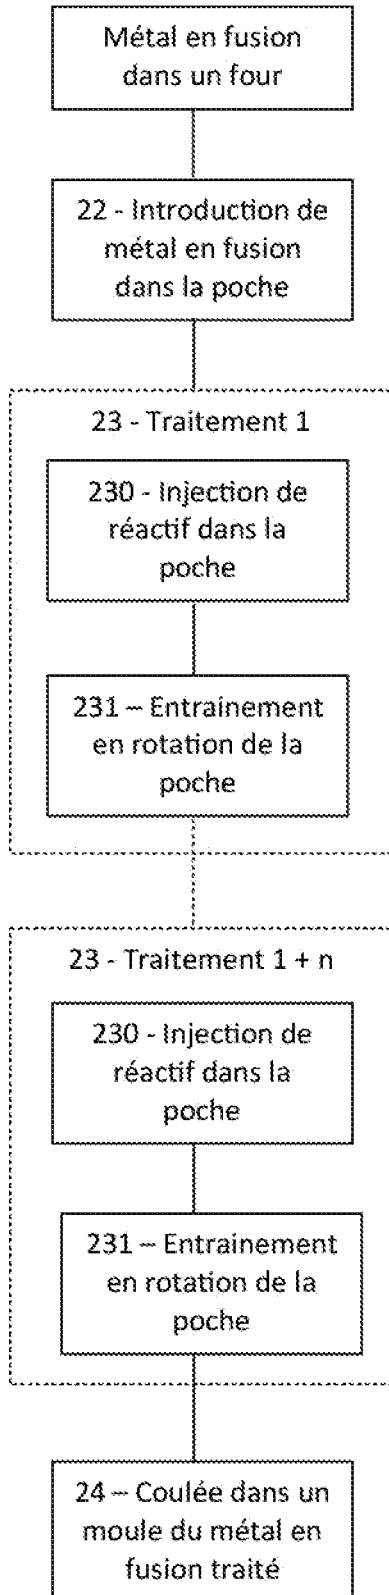 Métal en fusion
dans un four
22 - Introduction de
métal en fusion
dans la poche
23 - Traitement 1
230 - Injection de
réactif dans la
poche
231 – Entrainement
en rotation de la
poche
23 - Traitement 1 + n
230 - Injection de
réactif dans la
poche
231 – Entrainement
en rotation de la
poche
24 – Coulée dans un
moule du métal en
fusion traité